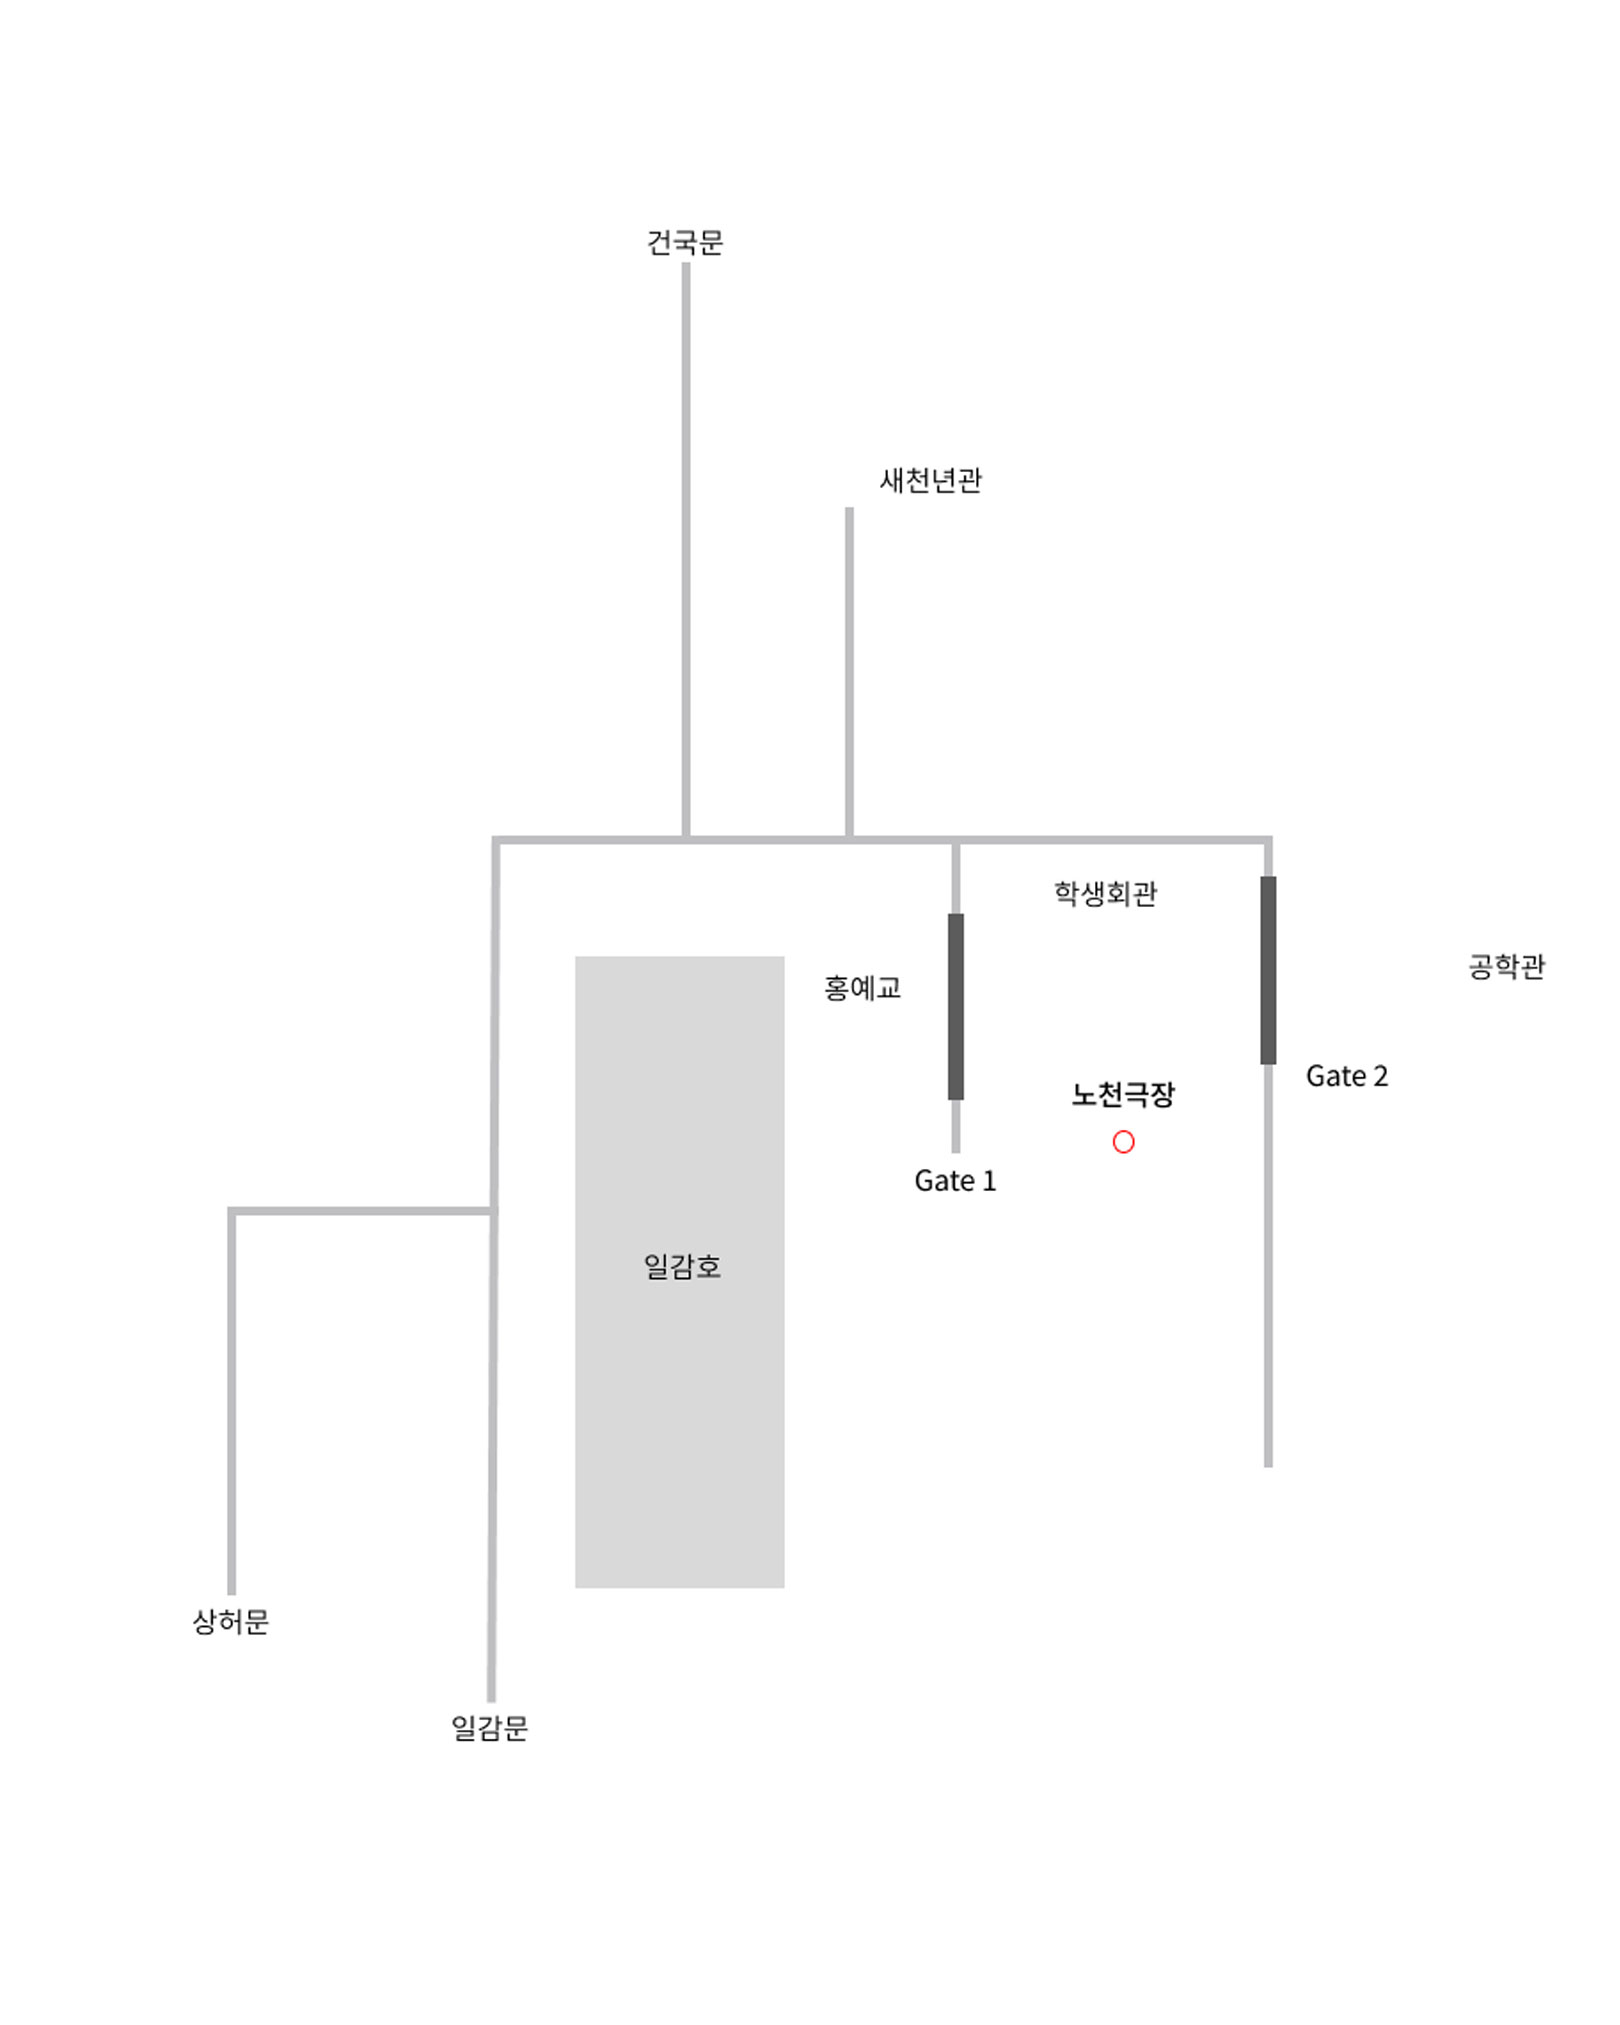 건국문
새천년관
학생회관
공학관
홍예교
Gate 2
노천극장
Gate 1
일감호
상허문
일감문